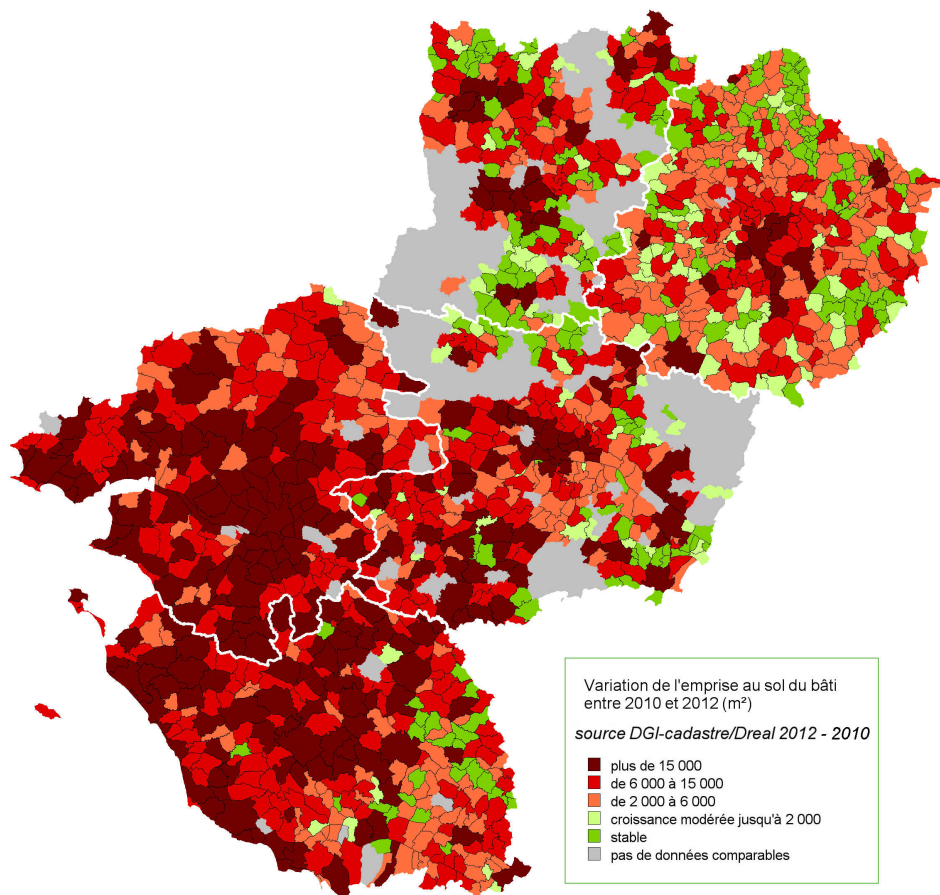 Variation de l'emprise au sol du bâti
entre 2010 et 2012 (m²)
source DGI-cadastre/Dreal 2012 - 2010
plus de 15 000
de 6 000 à 15 000
de 2 000 à 6 000
croissance modérée jusqu'à 2 000
stable
pas de données comparables